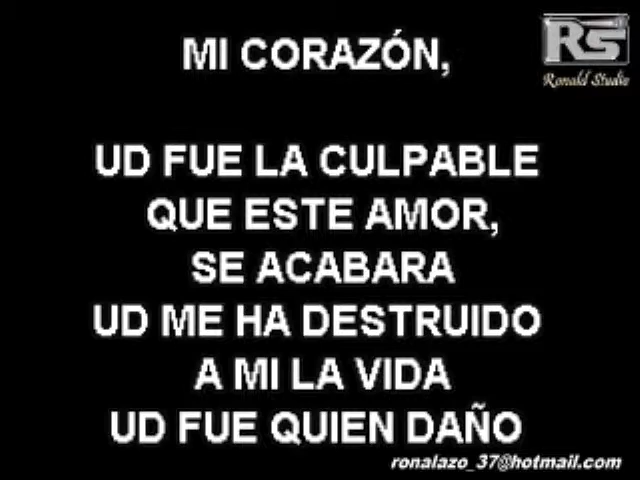 RS
Ronald Studio
MI CORAZÓN,
UD FUE LA CULPABLE
QUE ESTE AMOR,
SE ACABARA
UD ME HA DESTRUIDO
A MI LA VIDA
UD FUE QUIEN DAÑO
ronalazo_37@hotmail.com